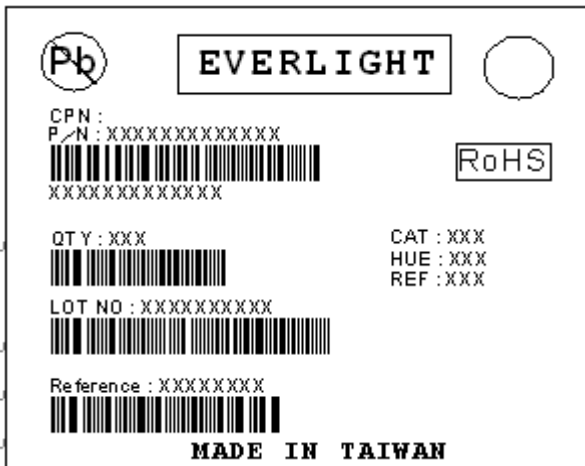 Pb
EVERLIGHT
CPN :
P/N : XXXXXXXXXXXXX
RoHS
XXXXXXXXXXXXX
QTY : XXX
CAT : XXX
HUE : XXX
REF : XXX
LOT NO : XXXXXXXXXX
Reference : XXXXXXXX
MADE IN TAIWAN